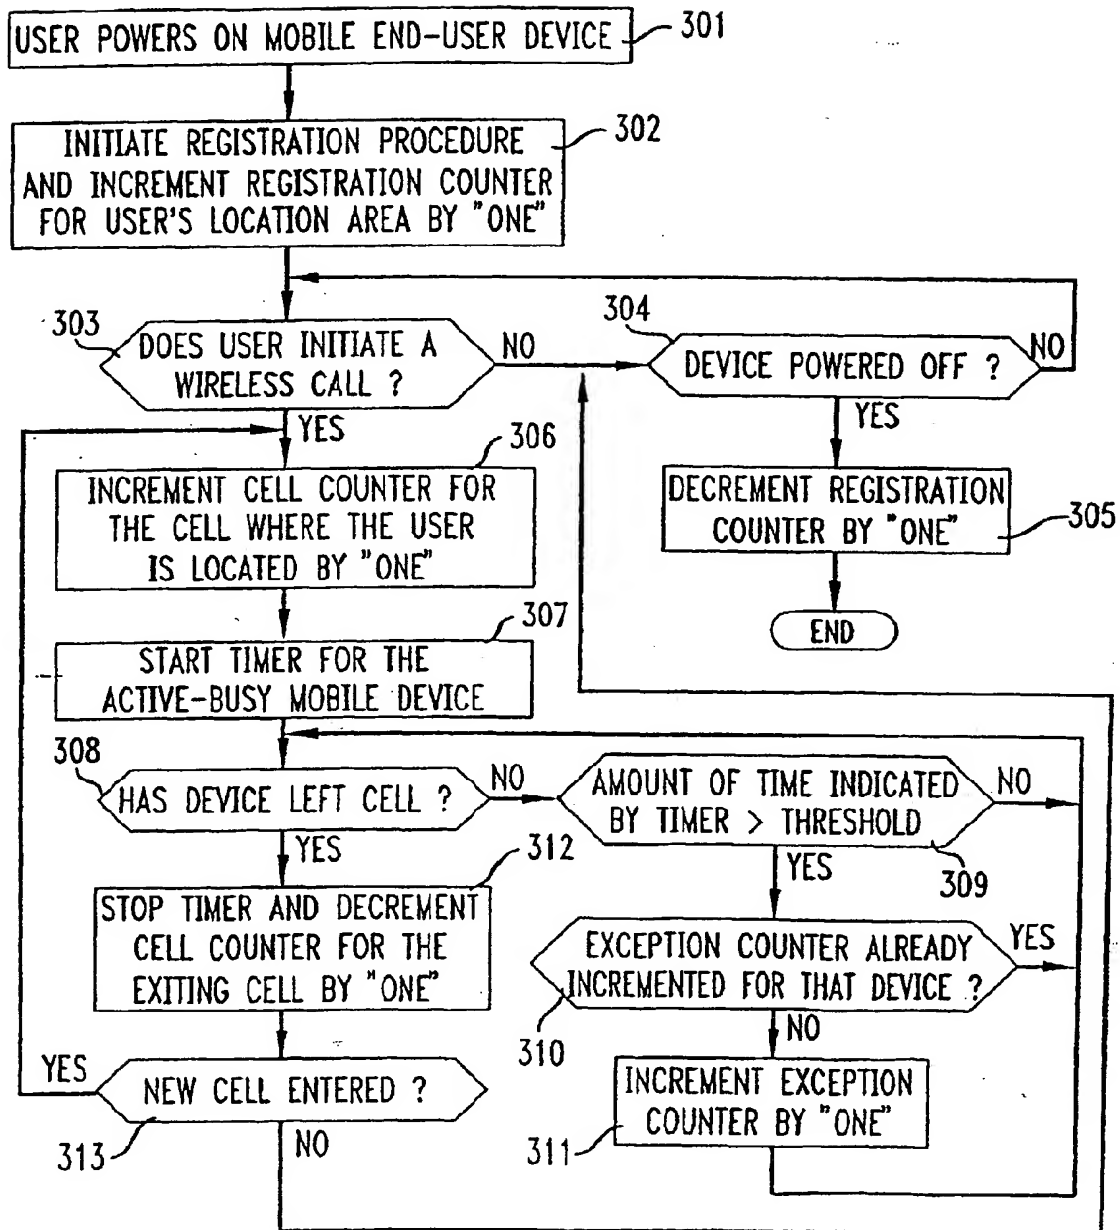 USER POWERS ON MOBILE END-USER DEVICE
301
INITIATE REGISTRATION PROCEDURE
AND INCREMENT REGISTRATION COUNTER
FOR USER'S LOCATION AREA BY "ONE"
302
303
DOES USER INITIATE A
WIRELESS CALL ?
NO
YES
304
DEVICE POWERED OFF ?
NO
YES
DECREMENT REGISTRATION
COUNTER BY "ONE"
305
END
306
INCREMENT CELL COUNTER FOR
THE CELL WHERE THE USER
IS LOCATED BY "ONE"
307
START TIMER FOR THE
ACTIVE-BUSY MOBILE DEVICE
308
HAS DEVICE LEFT CELL ?
NO
YES
AMOUNT OF TIME INDICATED
BY TIMER > THRESHOLD
NO
309
YES
312
STOP TIMER AND DECREMENT
CELL COUNTER FOR THE
EXITING CELL BY "ONE"
EXCEPTION COUNTER ALREADY
INCREMENTED FOR THAT DEVICE ?
YES
310
NO
YES
NEW CELL ENTERED ?
313
NO
INCREMENT EXCEPTION
COUNTER BY "ONE"
311